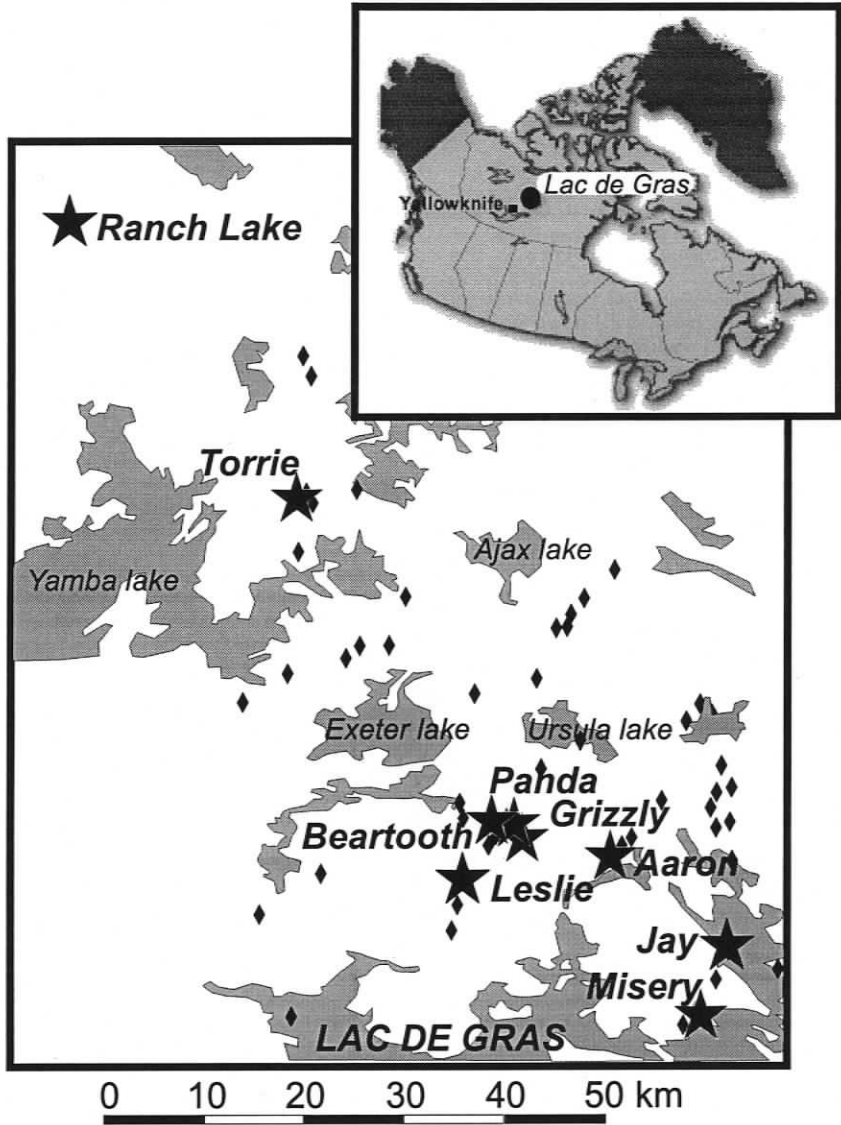 Lac de Gras
Yellowknife
Ranch Lake
Torrie
Ajax lake
Yamba lake
Exeter lake
Ursula lake
Panda
Grizzly
Beartooth
Aaron
Leslie
Jay
Misery
LAC DE GRAS
0 10 20 30 40 50 km